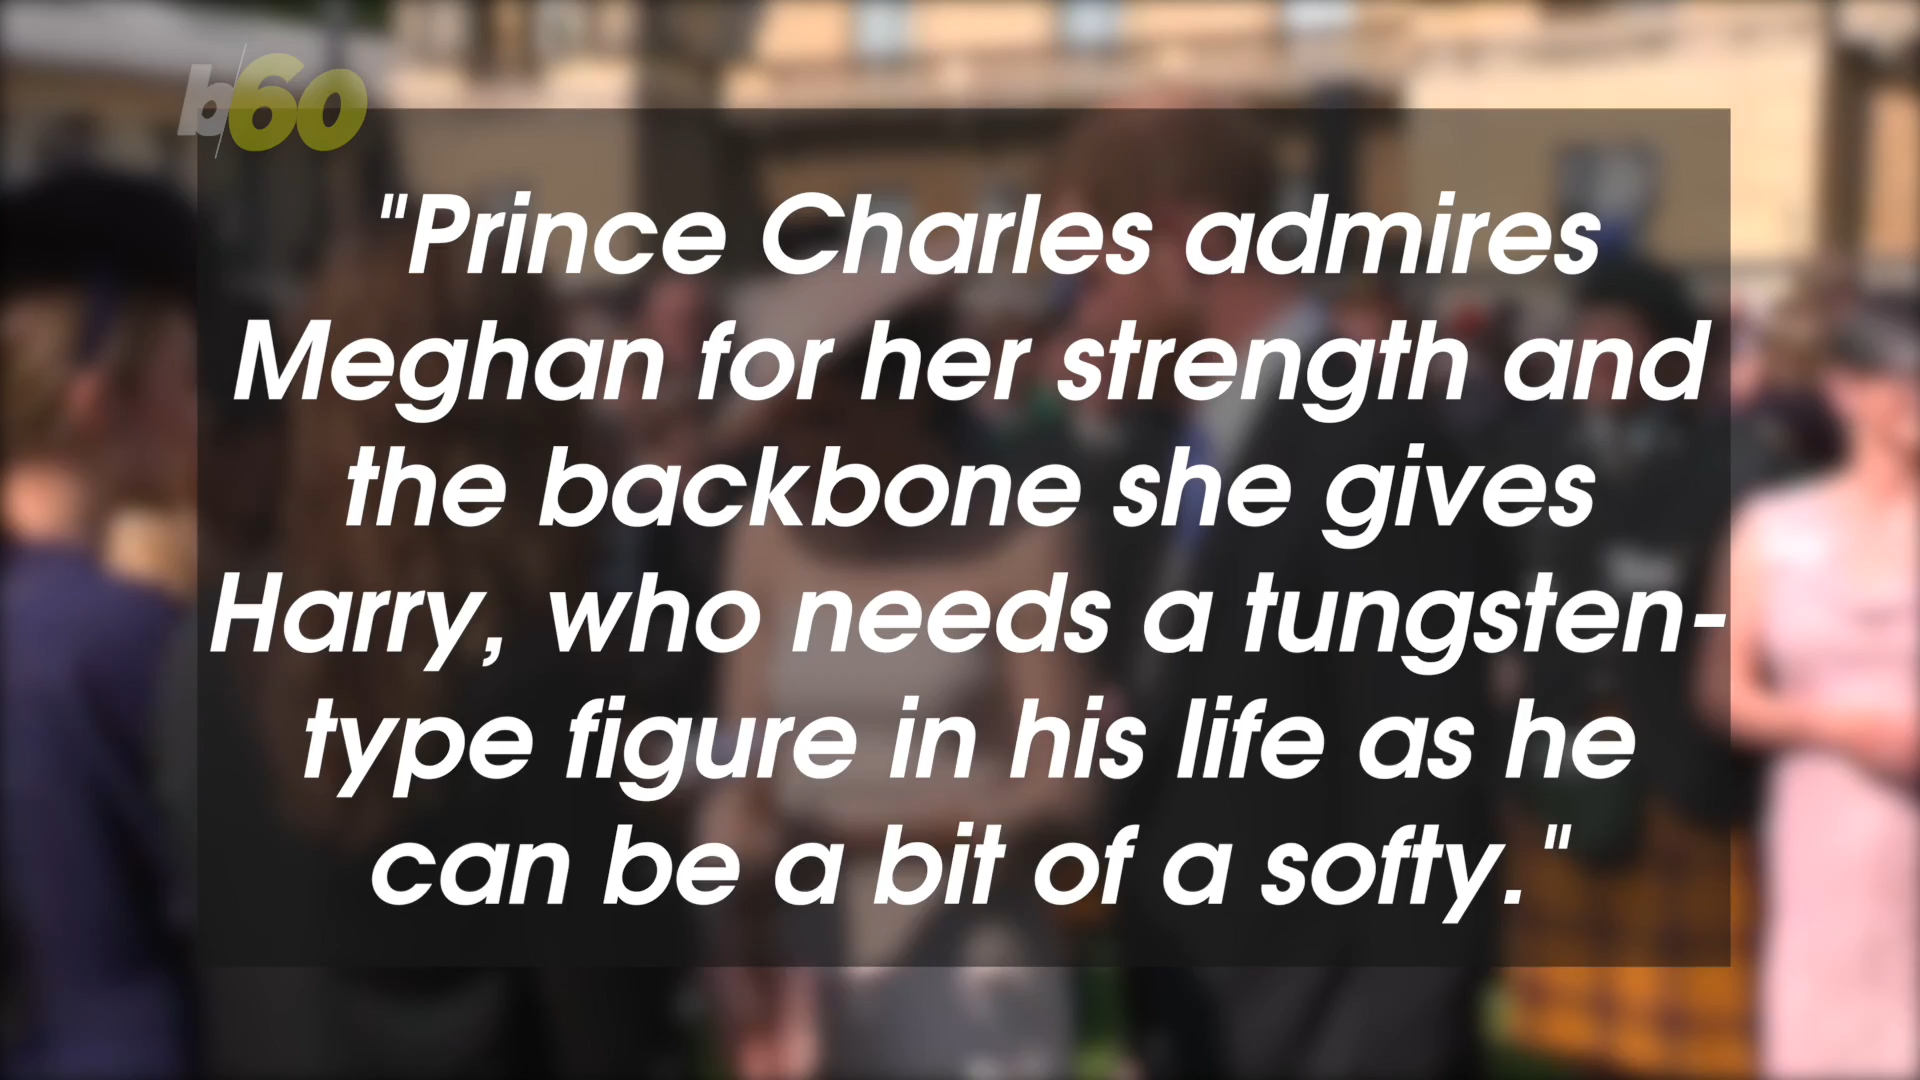 b/60
"Prince Charles admires
Meghan for her strength and
the backbone she gives
Harry, who needs a tungsten-
type figure in his life as he
can be a bit of a softy."